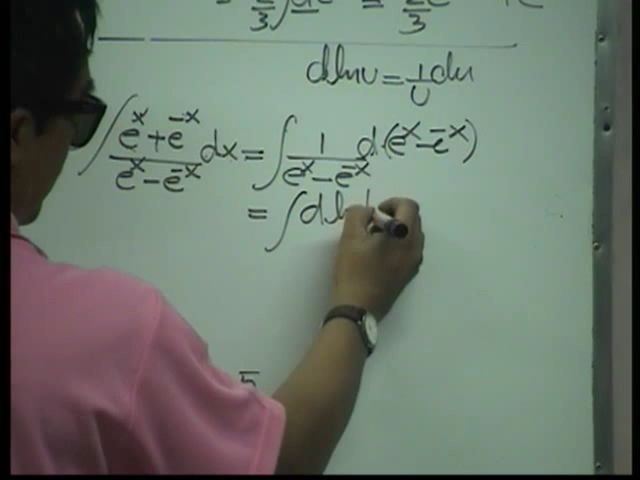 d ln u = 1/u du
∫ (e^x + e^-x)/(e^x - e^-x) dx = ∫ 1/(e^x - e^-x) d(e^x - e^-x)
= ∫ d ln |